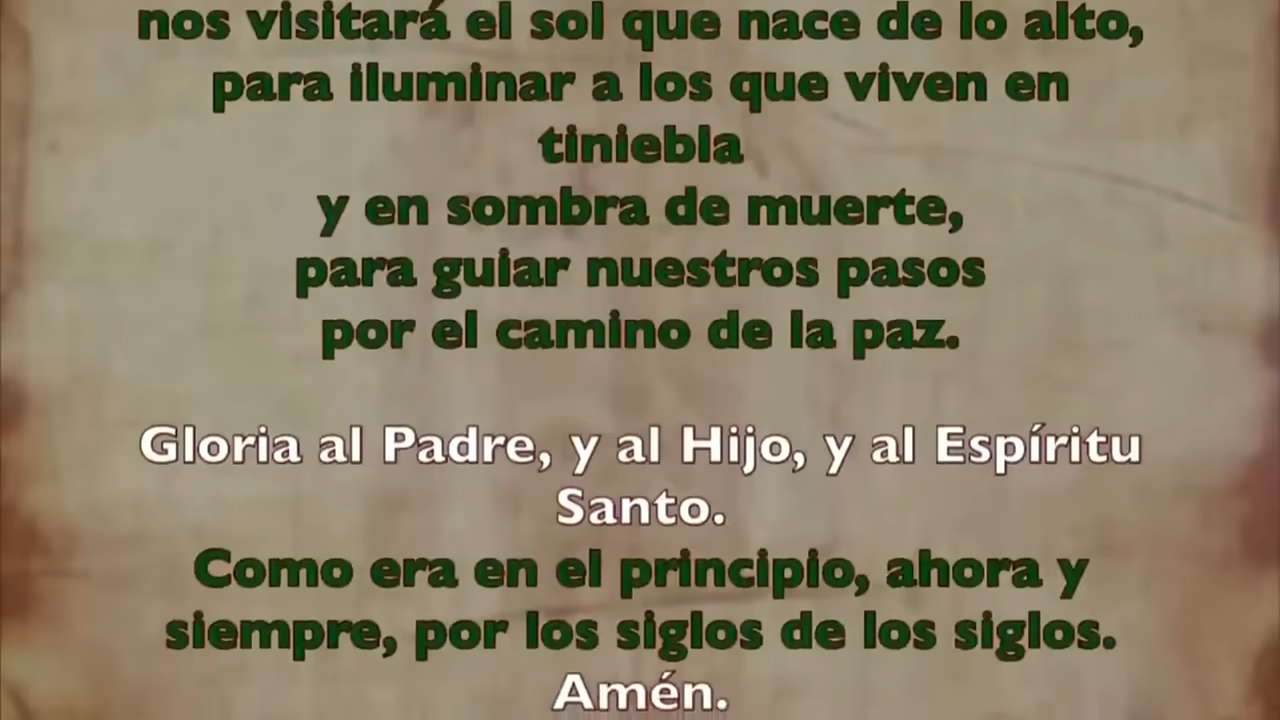 nos visitará el sol que nace de lo alto,
para iluminar a los que viven en
tiniebla
y en sombra de muerte,
para guiar nuestros pasos
por el camino de la paz.
Gloria al Padre, y al Hijo, y al Espíritu
Santo.
Como era en el principio, ahora y
siempre, por los siglos de los siglos.
Amén.